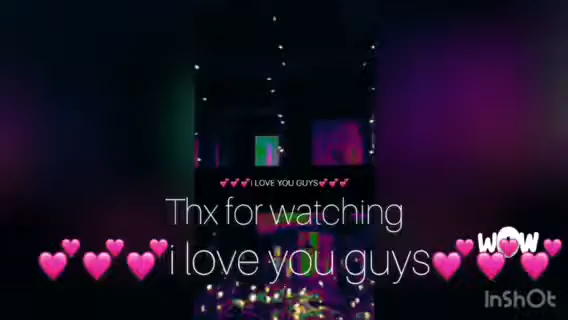 💕💕💕i LOVE YOU GUYS💕💕💕
Thx for watching
💕💕💕i love you guys💕💕💕
WOW
InShOt